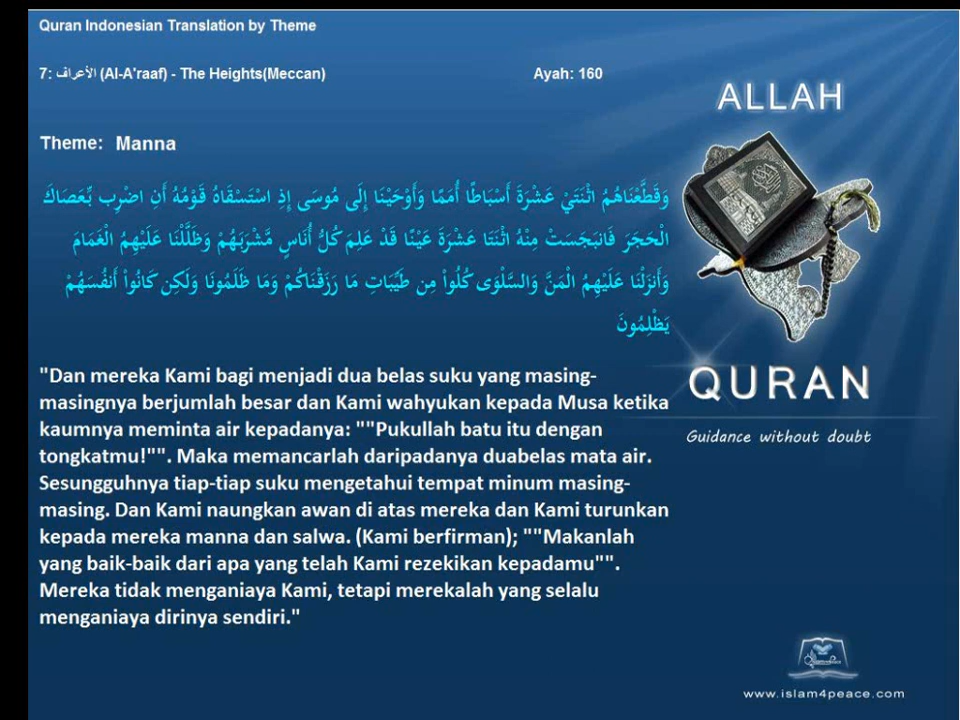 Quran Indonesian Translation by Theme
7: الأعراف (Al-A'raaf) - The Heights(Meccan) Ayah: 160
Theme: Manna
وَقَطَّعْنَاهُمُ اثْنَتَيْ عَشْرَةَ أَسْبَاطًا أُمَمًا وَأَوْحَيْنَا إِلَى مُوسَى إِذِ اسْتَسْقَاهُ قَوْمُهُ أَنِ اضْرِب بِّعَصَاكَ
الْحَجَرَ فَانبَجَسَتْ مِنْهُ اثْنَتَا عَشْرَةَ عَيْنًا قَدْ عَلِمَ كُلُّ أُنَاسٍ مَّشْرَبَهُمْ وَظَلَّلْنَا عَلَيْهِمُ الْغَمَامَ
وَأَنزَلْنَا عَلَيْهِمُ الْمَنَّ وَالسَّلْوَى كُلُواْ مِن طَيِّبَاتِ مَا رَزَقْنَاكُمْ وَمَا ظَلَمُونَا وَلَكِن كَانُواْ أَنفُسَهُمْ
يَظْلِمُونَ
"Dan mereka Kami bagi menjadi dua belas suku yang masing-
masingnya berjumlah besar dan Kami wahyukan kepada Musa ketika
kaumnya meminta air kepadanya: ""Pukullah batu itu dengan
tongkatmu!"". Maka memancarlah daripadanya duabelas mata air.
Sesungguhnya tiap-tiap suku mengetahui tempat minum masing-
masing. Dan Kami naungkan awan di atas mereka dan Kami turunkan
kepada mereka manna dan salwa. (Kami berfirman); ""Makanlah
yang baik-baik dari apa yang telah Kami rezekikan kepadamu"".
Mereka tidak menganiaya Kami, tetapi merekalah yang selalu
menganiaya dirinya sendiri."
ALLAH
QURAN
Guidance without doubt
www.islam4peace.com